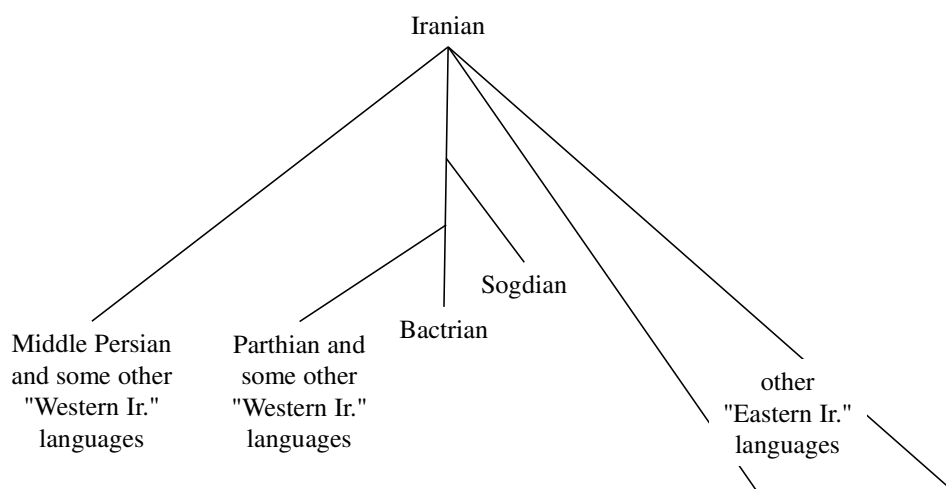 Iranian
Sogdian
Bactrian
Middle Persian
and some other
"Western Ir."
languages
Parthian and
some other
"Western Ir."
languages
other
"Eastern Ir."
languages